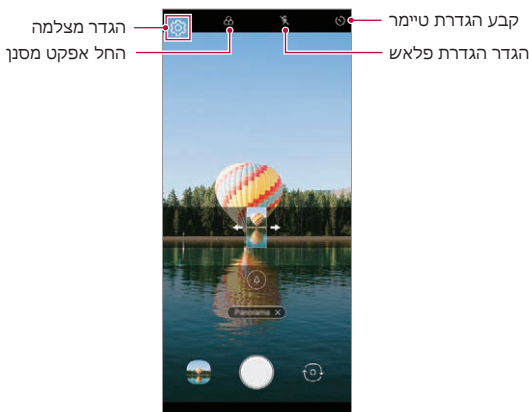 קבע הגדרת טיימר
הגדר מצלמה
הגדר הגדרת פלאש
החל אפקט מסנן
Panorama ×